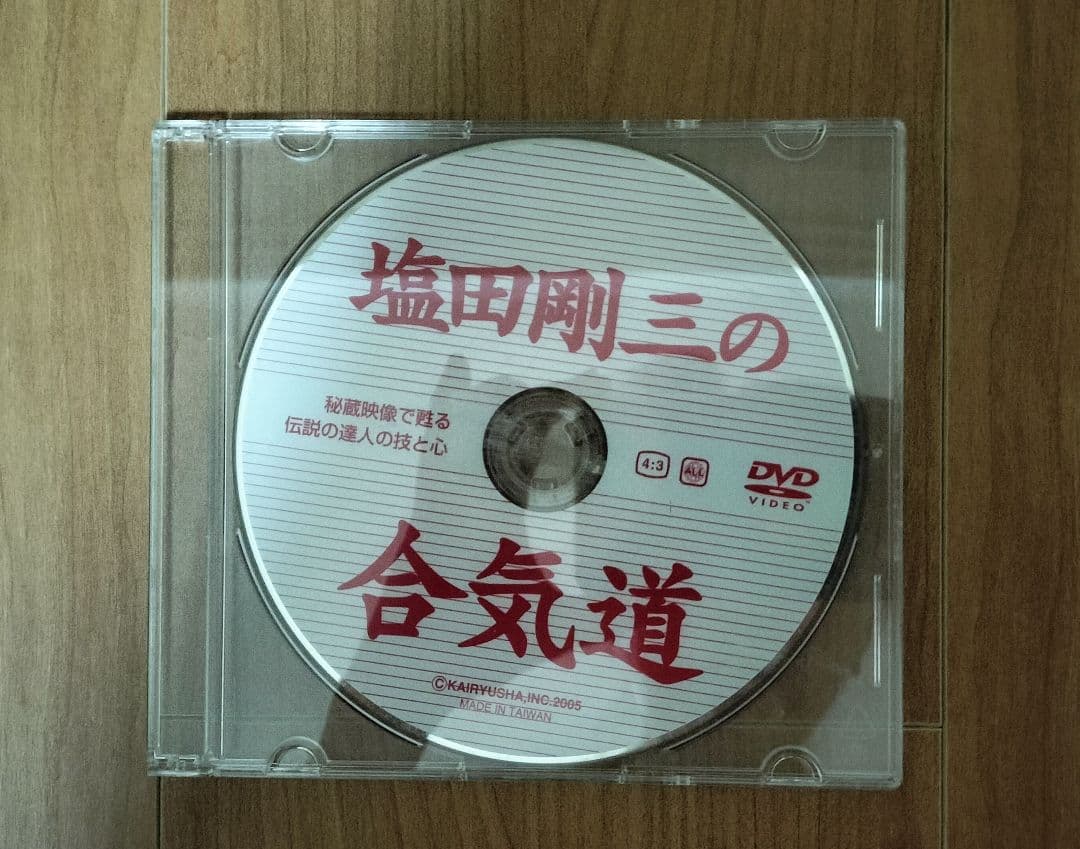 塩田剛三の
秘蔵映像で甦る
伝説の達人の技と心
4:3
ALL
DVD
VIDEO™
合気道
©KAIRYUSHA,INC.2005
MADE IN TAIWAN